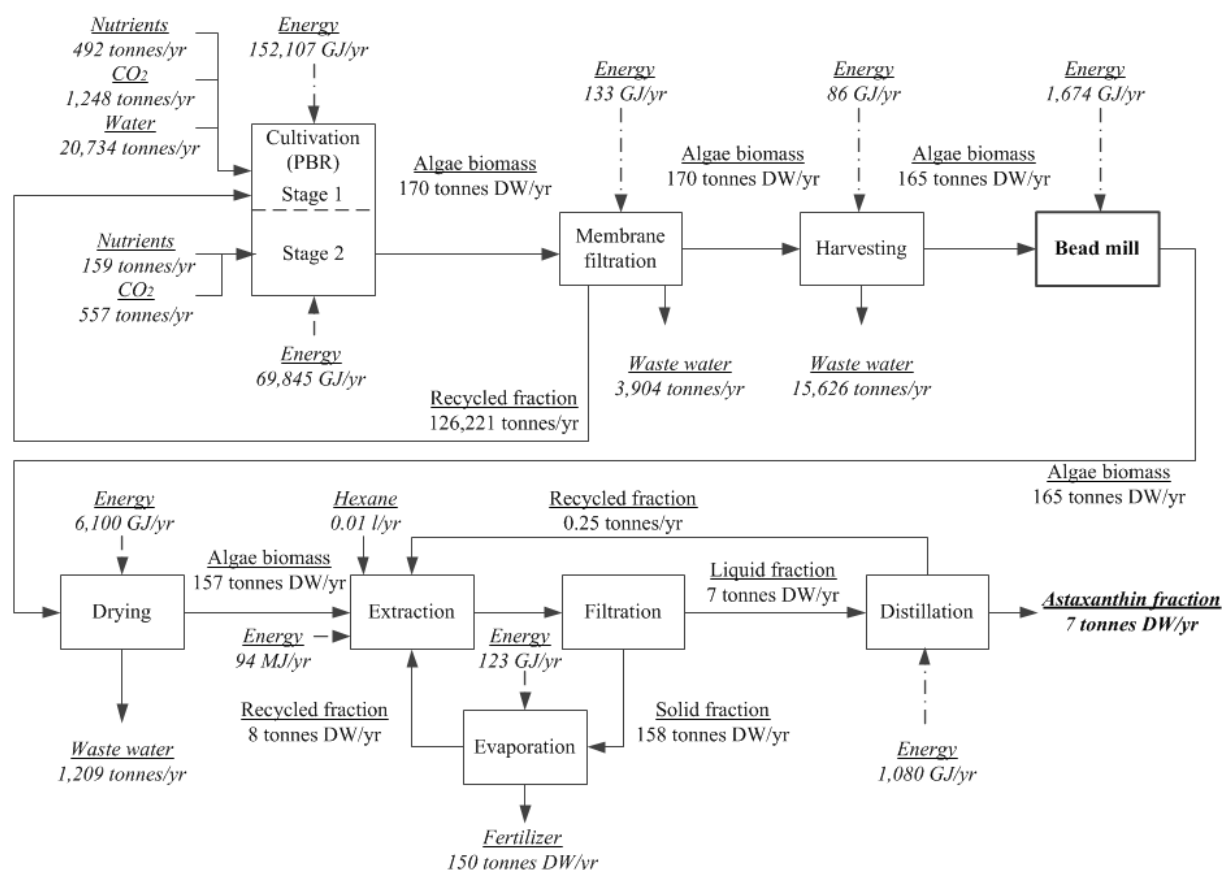 Nutrients
492 tonnes/yr
CO2
1,248 tonnes/yr
Water
20,734 tonnes/yr
Energy
152,107 GJ/yr
Cultivation
(PBR)
Stage 1
Stage 2
Nutrients
159 tonnes/yr
CO2
557 tonnes/yr
Energy
69,845 GJ/yr
Algae biomass
170 tonnes DW/yr
Energy
133 GJ/yr
Membrane
filtration
Waste water
3,904 tonnes/yr
Recycled fraction
126,221 tonnes/yr
Algae biomass
170 tonnes DW/yr
Energy
86 GJ/yr
Harvesting
Waste water
15,626 tonnes/yr
Algae biomass
165 tonnes DW/yr
Energy
1,674 GJ/yr
Bead mill
Algae biomass
165 tonnes DW/yr
Energy
6,100 GJ/yr
Drying
Waste water
1,209 tonnes/yr
Algae biomass
157 tonnes DW/yr
Hexane
0.01 l/yr
Extraction
Energy
94 MJ/yr
Recycled fraction
0.25 tonnes/yr
Filtration
Energy
123 GJ/yr
Recycled fraction
8 tonnes DW/yr
Evaporation
Solid fraction
158 tonnes DW/yr
Fertilizer
150 tonnes DW/yr
Liquid fraction
7 tonnes DW/yr
Distillation
Energy
1,080 GJ/yr
Astaxanthin fraction
7 tonnes DW/yr